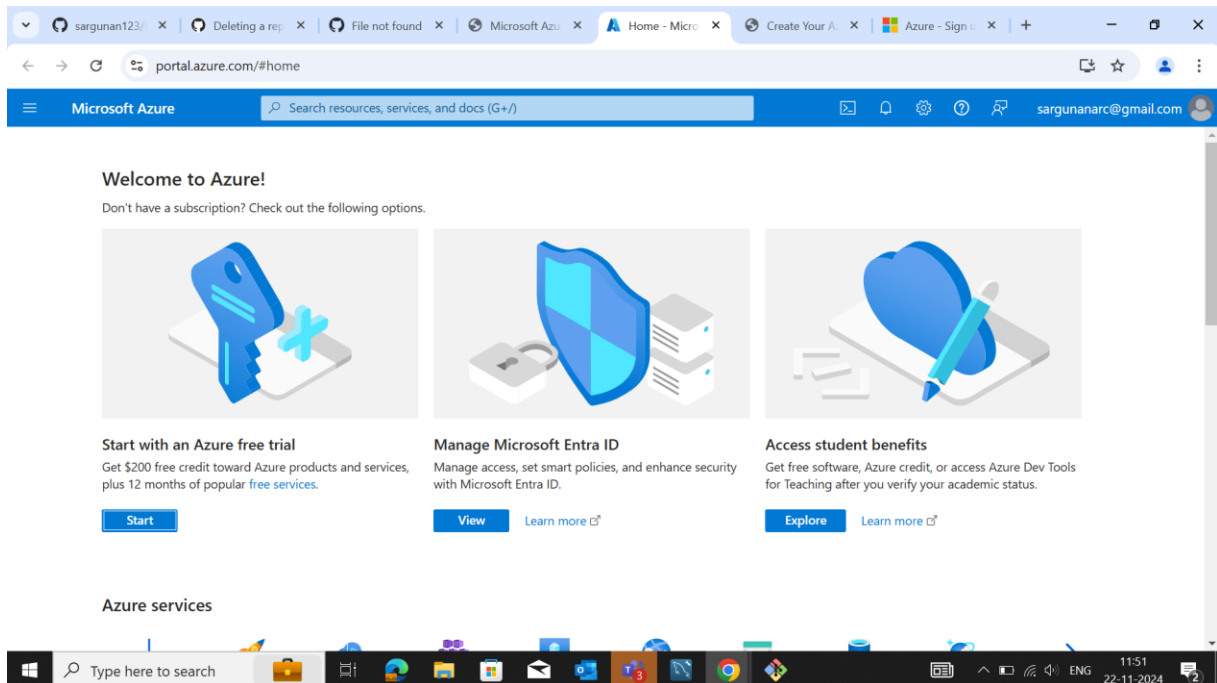 sargunan123/
Deleting a rep
File not found
Microsoft Azu
Home - Micro
Create Your A
Azure - Sign u
portal.azure.com/#home
Microsoft Azure
Search resources, services, and docs (G+/)
sargunanarc@gmail.com
Welcome to Azure!
Don't have a subscription? Check out the following options.
Start with an Azure free trial
Get $200 free credit toward Azure products and services,
plus 12 months of popular free services.
Start
Manage Microsoft Entra ID
Manage access, set smart policies, and enhance security
with Microsoft Entra ID.
View
Learn more
Access student benefits
Get free software, Azure credit, or access Azure Dev Tools
for Teaching after you verify your academic status.
Explore
Learn more
Azure services
Type here to search
3
ENG
11:51
22-11-2024
2